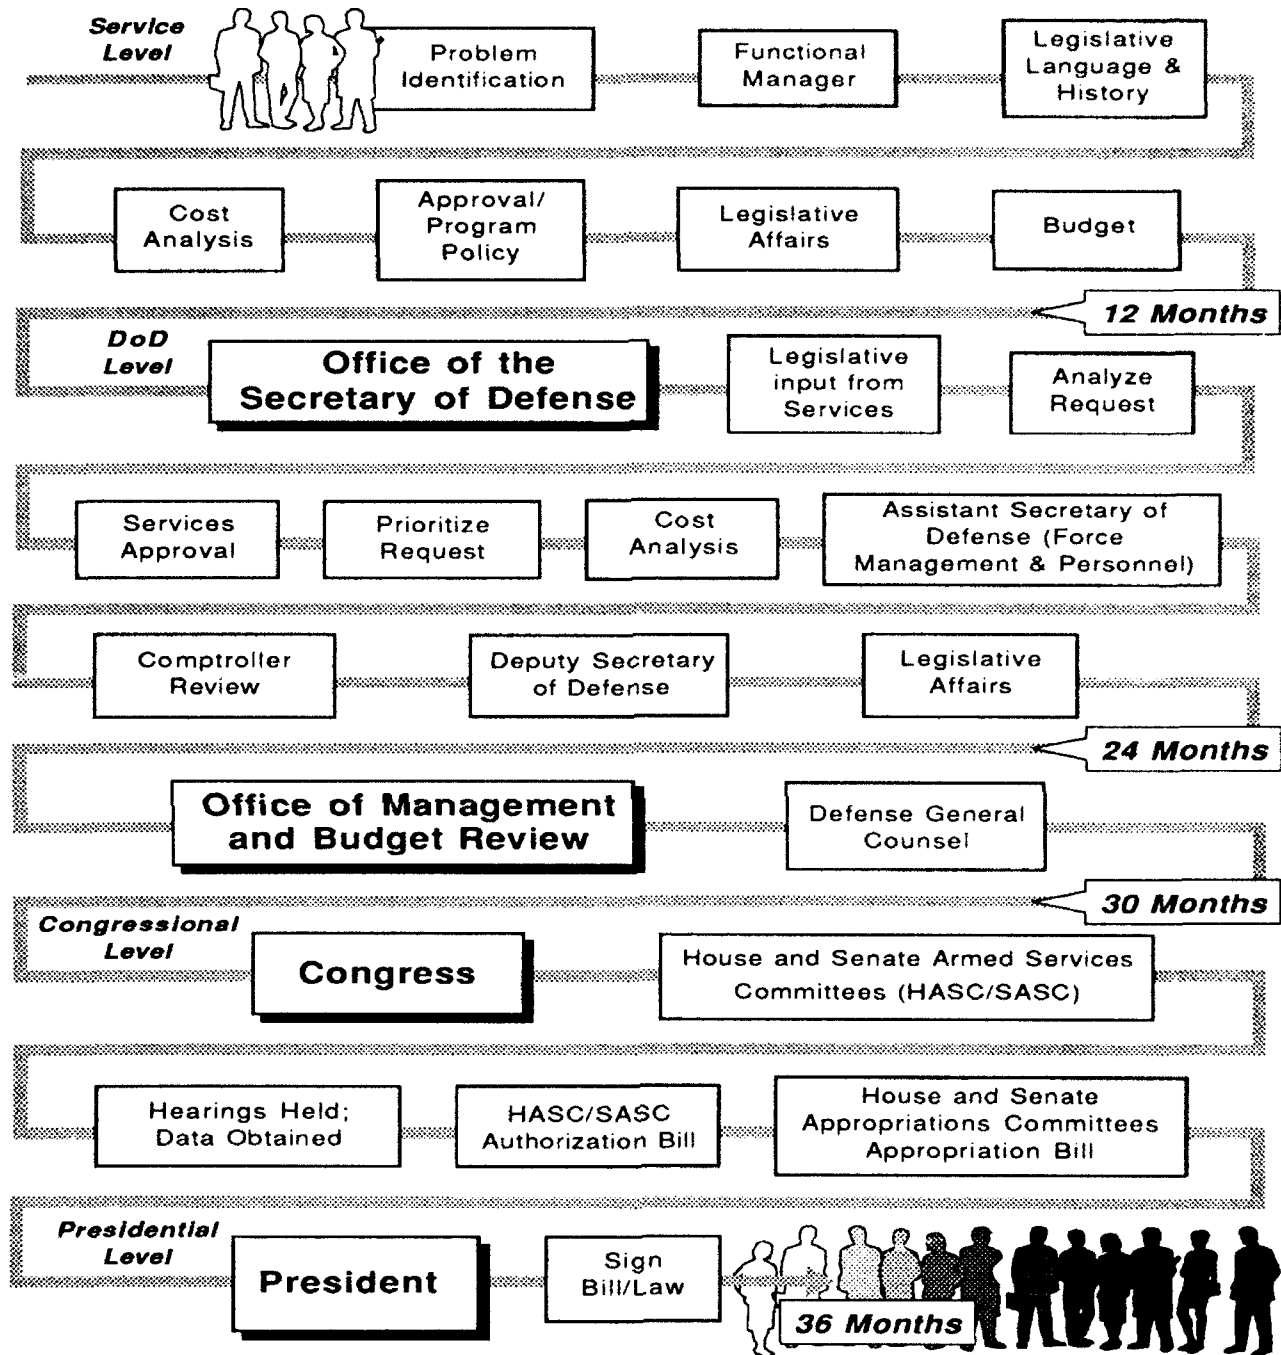 Service
Level
Problem
Identification
Functional
Manager
Legislative
Language &
History
Cost
Analysis
Approval/
Program
Policy
Legislative
Affairs
Budget
12 Months
DoD
Level
Office of the
Secretary of Defense
Legislative
input from
Services
Analyze
Request
Services
Approval
Prioritize
Request
Cost
Analysis
Assistant Secretary of
Defense (Force
Management & Personnel)
Comptroller
Review
Deputy Secretary
of Defense
Legislative
Affairs
24 Months
Office of Management
and Budget Review
Defense General
Counsel
30 Months
Congressional
Level
Congress
House and Senate Armed Services
Committees (HASC/SASC)
Hearings Held;
Data Obtained
HASC/SASC
Authorization Bill
House and Senate
Appropriations Committees
Appropriation Bill
Presidential
Level
President
Sign
Bill/Law
36 Months